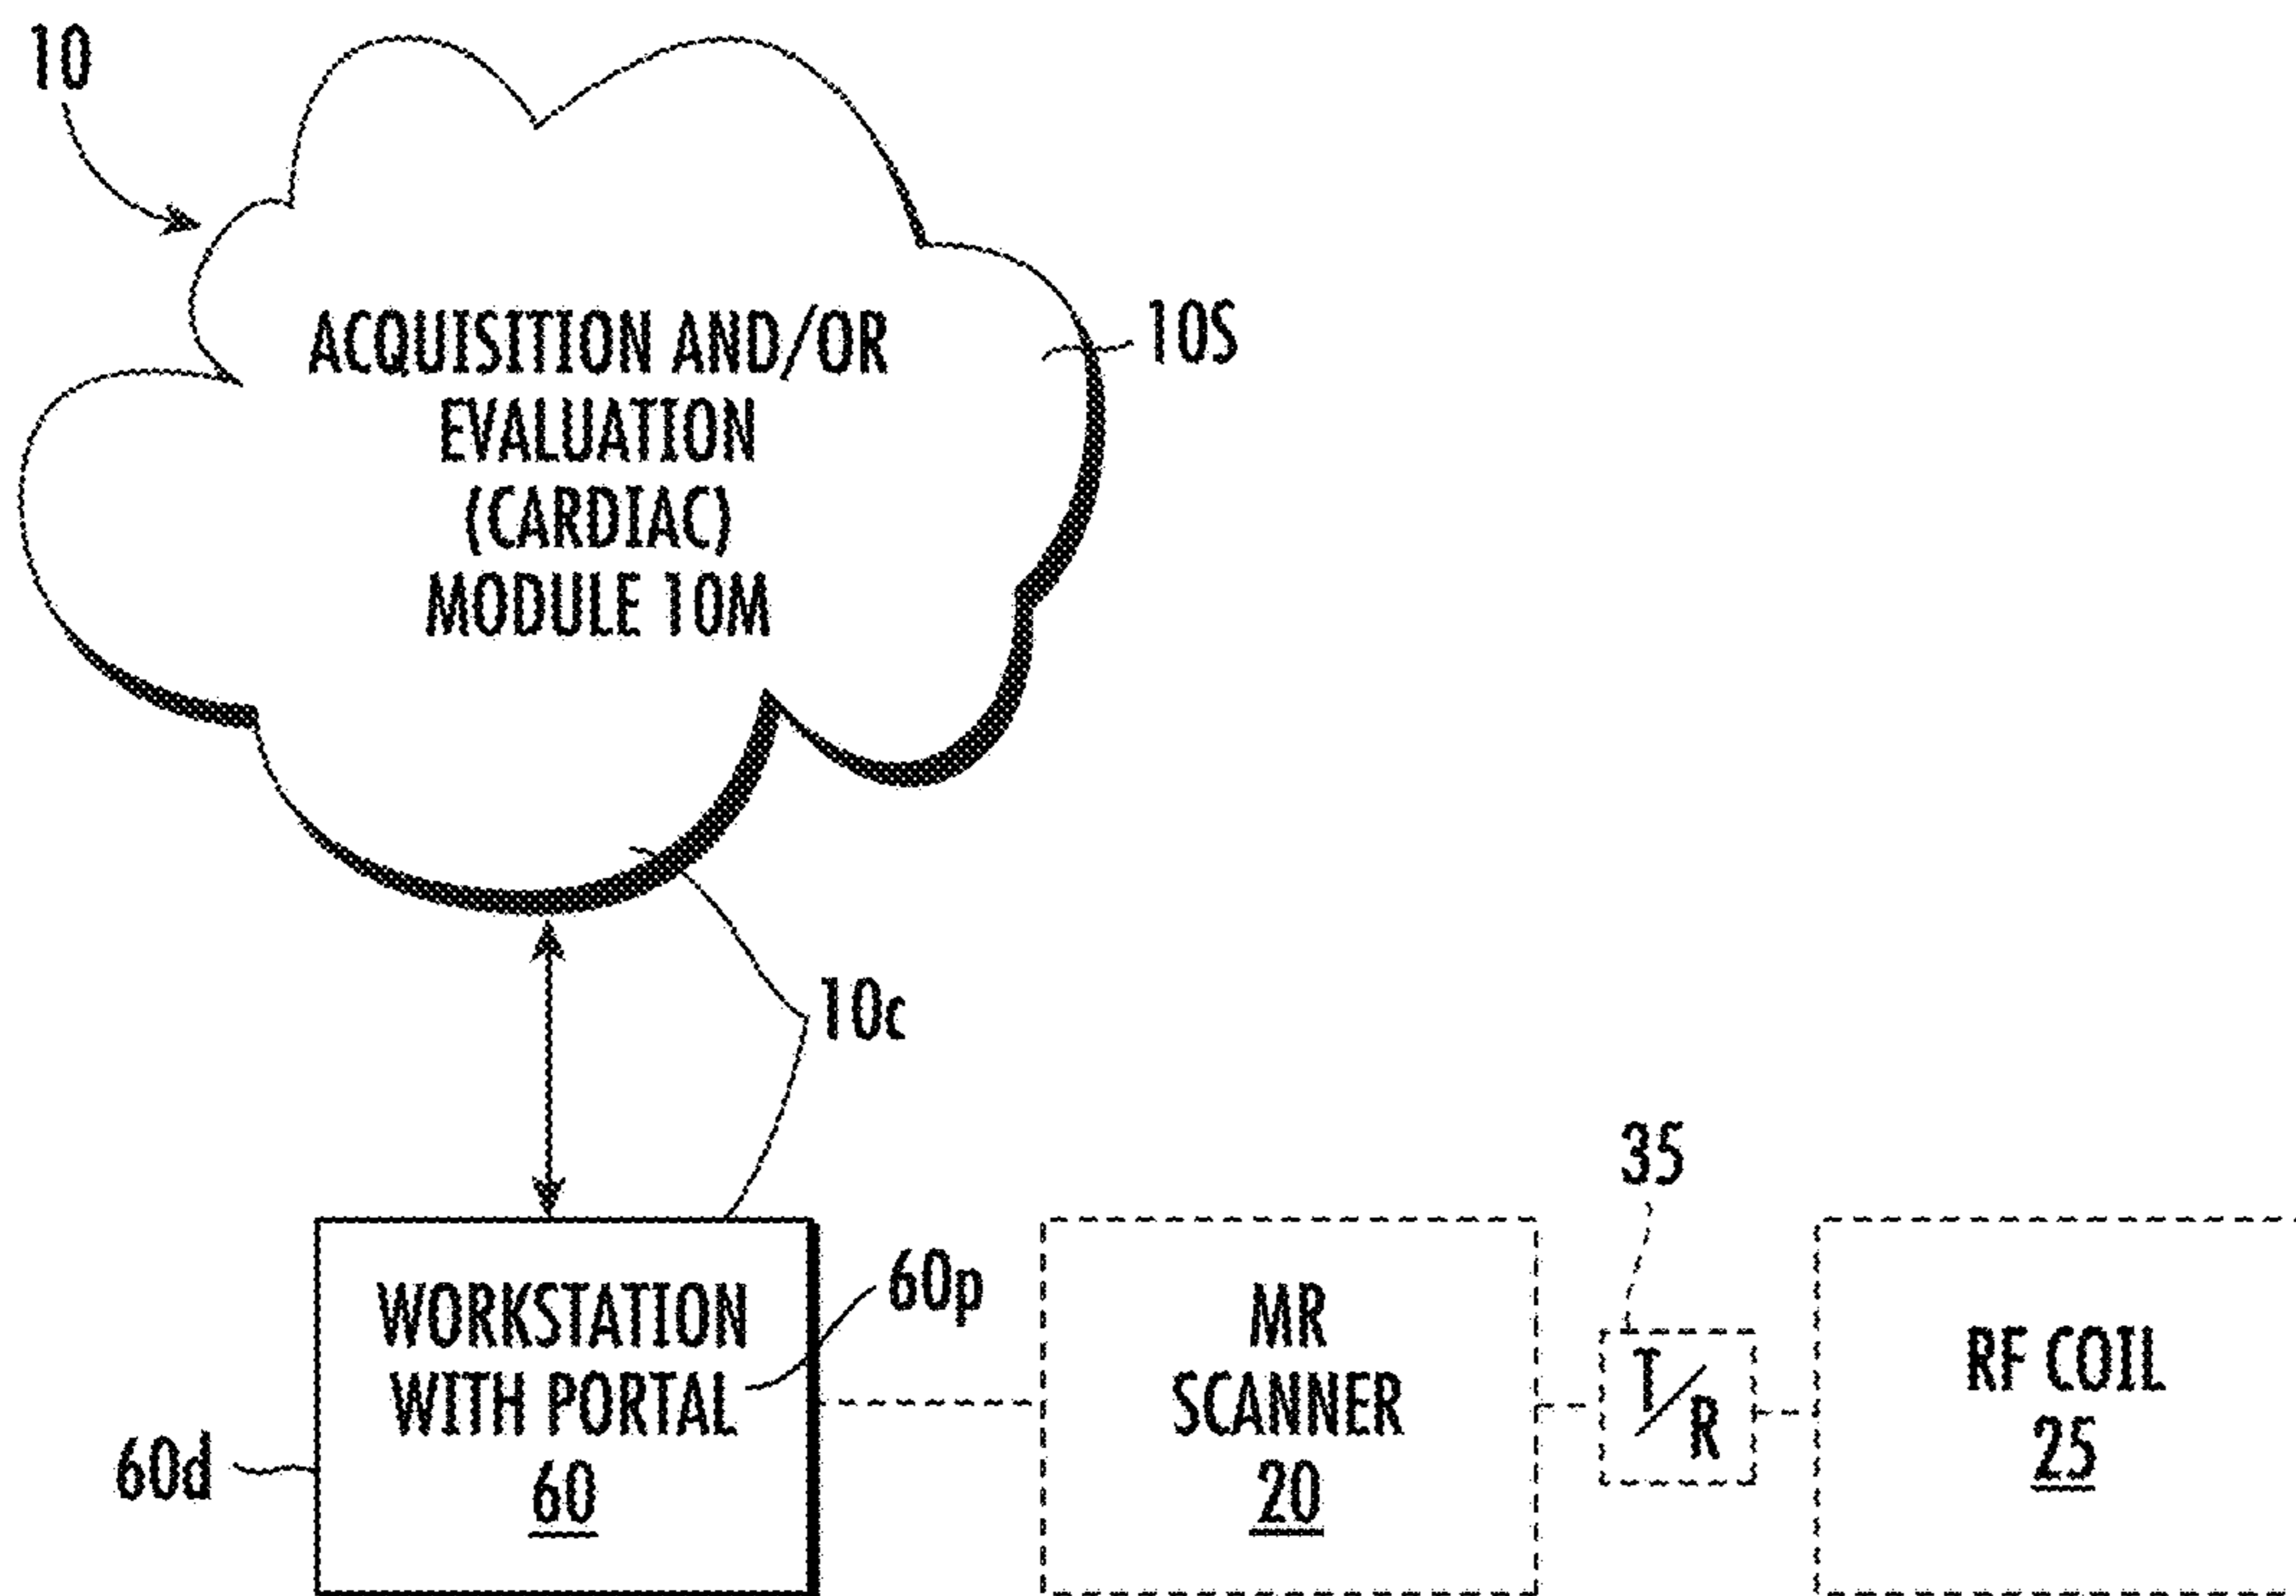 10
ACQUISITION AND/OR
EVALUATION
(CARDIAC)
MODULE 10M
10S
10c
35
WORKSTATION
WITH PORTAL
60
60p
60d
MR
SCANNER
20
T/R
RF COIL
25